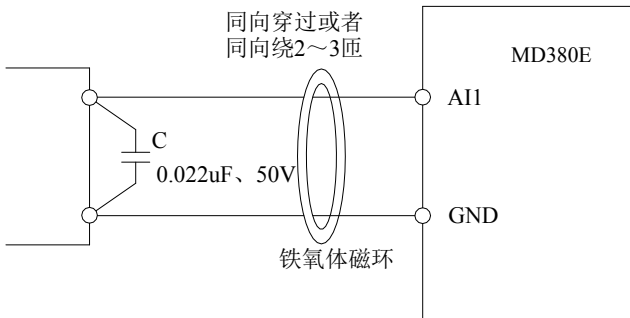 同向穿过或者
同向绕2～3匝
MD380E
AI1
C
0.022uF、50V
GND
铁氧体磁环